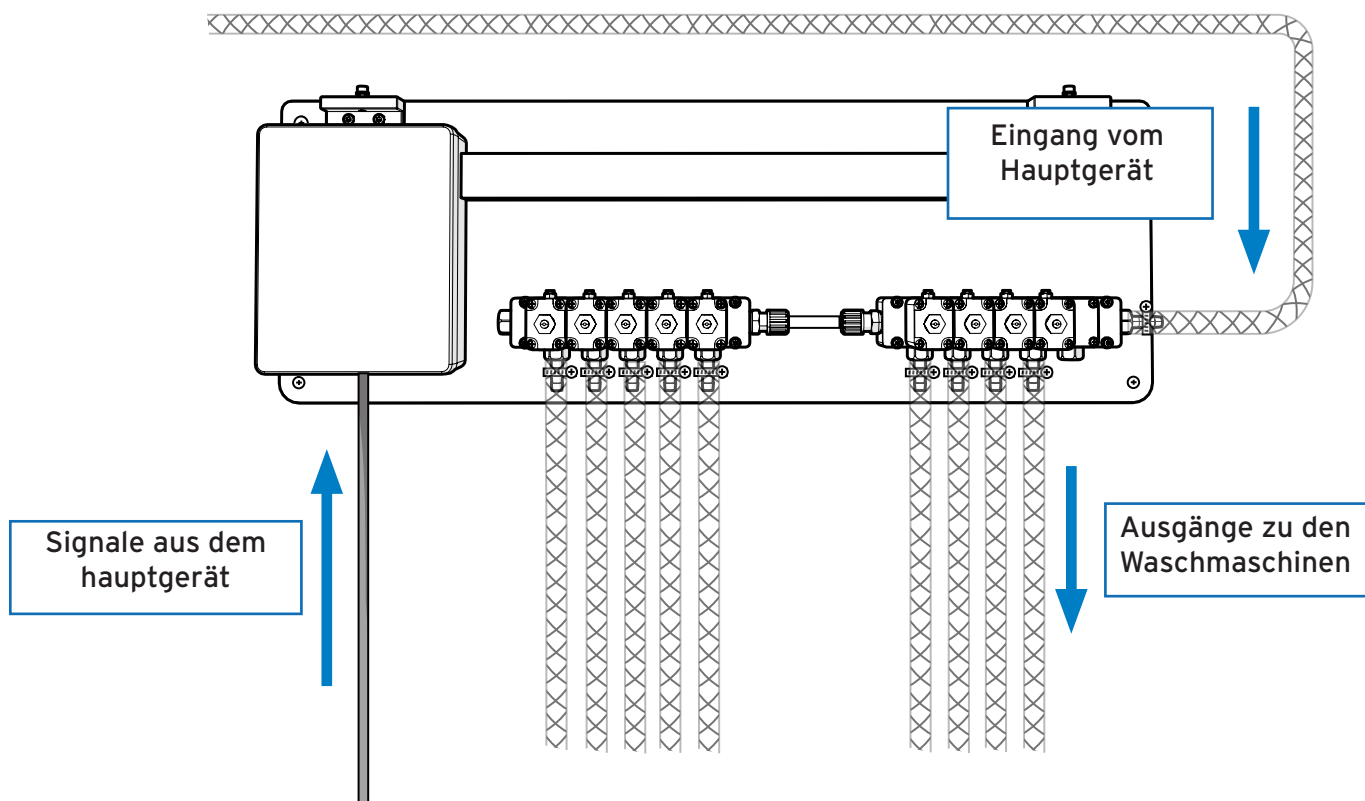 Eingang vom
Hauptgerät
Signale aus dem
hauptgerät
Ausgänge zu den
Waschmaschinen